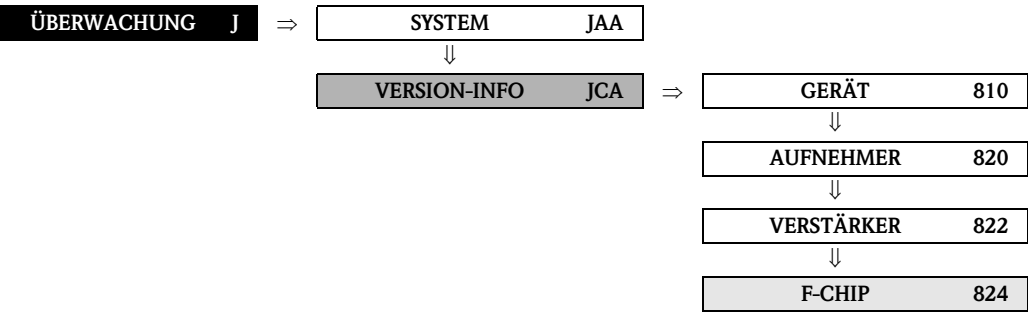 ÜBERWACHUNG J ⇒ SYSTEM JAA
⇓
VERSION-INFO JCA ⇒ GERÄT 810
⇓
AUFNEHMER 820
⇓
VERSTÄRKER 822
⇓
F-CHIP 824